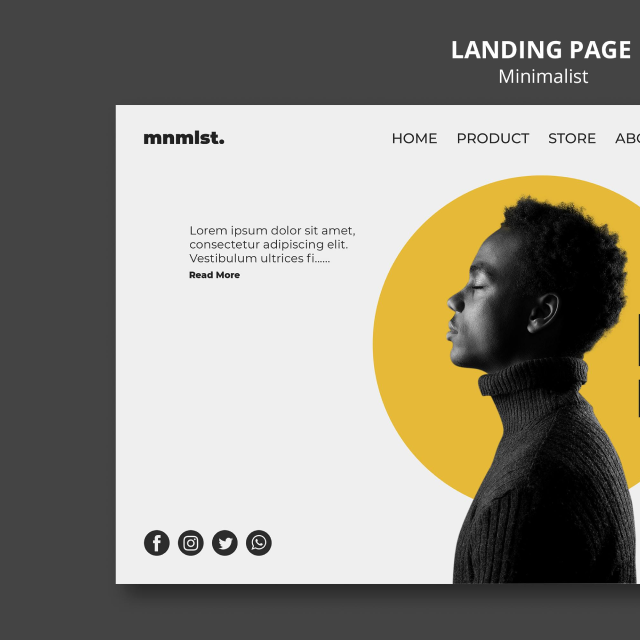 LANDING PAGE
Minimalist
mnmlst.
HOME PRODUCT STORE
Lorem ipsum dolor sit amet,
consectetur adipiscing elit.
Vestibulum ultrices fi......
Read More